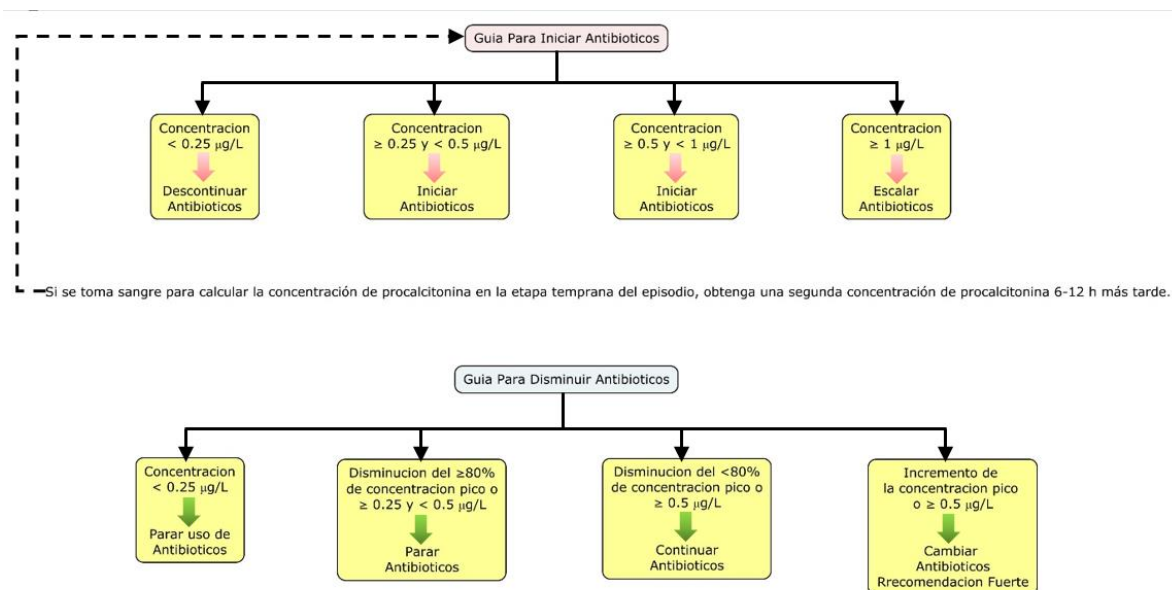 Guia Para Iniciar Antibioticos
Concentracion
< 0.25 µg/L
Descontinuar
Antibioticos
Concentracion
≥ 0.25 y < 0.5 µg/L
Iniciar
Antibioticos
Concentracion
≥ 0.5 y < 1 µg/L
Iniciar
Antibioticos
Concentracion
≥ 1 µg/L
Escalar
Antibioticos
Si se toma sangre para calcular la concentración de procalcitonina en la etapa temprana del episodio, obtenga una segunda concentración de procalcitonina 6-12 h más tarde.
Guia Para Disminuir Antibioticos
Concentracion
< 0.25 µg/L
Parar uso de
Antibioticos
Disminucion del ≥80%
de concentracion pico o
≥ 0.25 y < 0.5 µg/L
Parar
Antibioticos
Disminucion del <80%
de concentracion pico o
≥ 0.5 µg/L
Continuar
Antibioticos
Incremento de
la concentracion pico
o ≥ 0.5 µg/L
Cambiar
Antibioticos
Rrecomendacion Fuerte